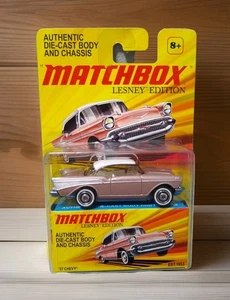 AUTHENTIC
DIE-CAST BODY
AND CHASSIS
8+
MATCHBOX
LESNEY EDITION
MATCHBOX
LESNEY EDITION
AUTHENTIC
DIE-CAST BODY
AND CHASSIS
'57 CHEVY